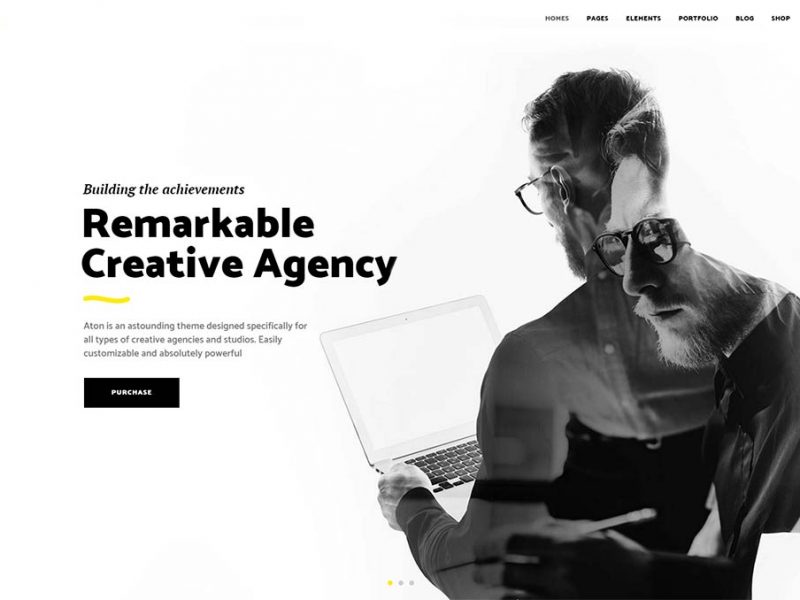 HOMES PAGES ELEMENTS PORTFOLIO BLOG SHOP
Building the achievements
Remarkable
Creative Agency
Aton is an astounding theme designed specifically for
all types of creative agencies and studios. Easily
customizable and absolutely powerful
PURCHASE